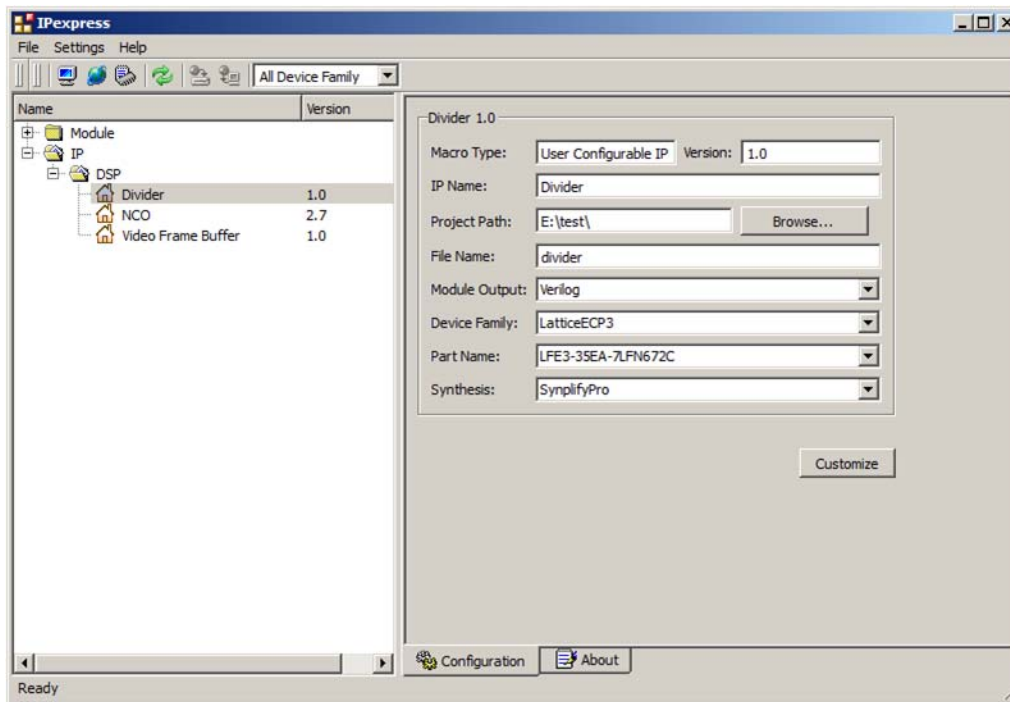 IPexpress
File Settings Help
All Device Family
Name Version
Module
IP
DSP
Divider 1.0
NCO 2.7
Video Frame Buffer 1.0
Divider 1.0
Macro Type: User Configurable IP Version: 1.0
IP Name: Divider
Project Path: E:\test\ Browse...
File Name: divider
Module Output: Verilog
Device Family: LatticeECP3
Part Name: LFE3-35EA-7LFN672C
Synthesis: SynplifyPro
Customize
Configuration About
Ready